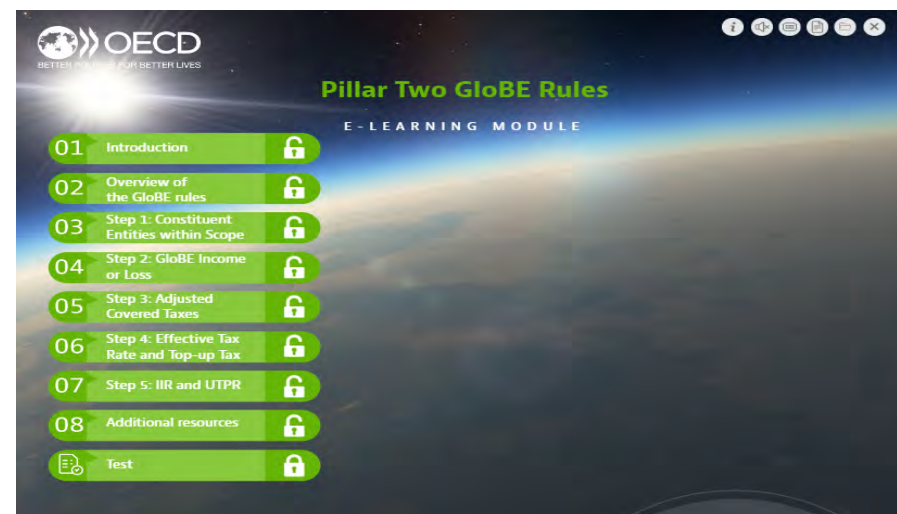 OECD
BETTER POLICIES FOR BETTER LIVES
Pillar Two GloBE Rules
E-LEARNING MODULE
01 Introduction
02 Overview of
the GloBE rules
03 Step 1: Constituent
Entities within Scope
04 Step 2: GloBE Income
or Loss
05 Step 3: Adjusted
Covered Taxes
06 Step 4: Effective Tax
Rate and Top-up Tax
07 Step 5: IIR and UTPR
08 Additional resources
Test